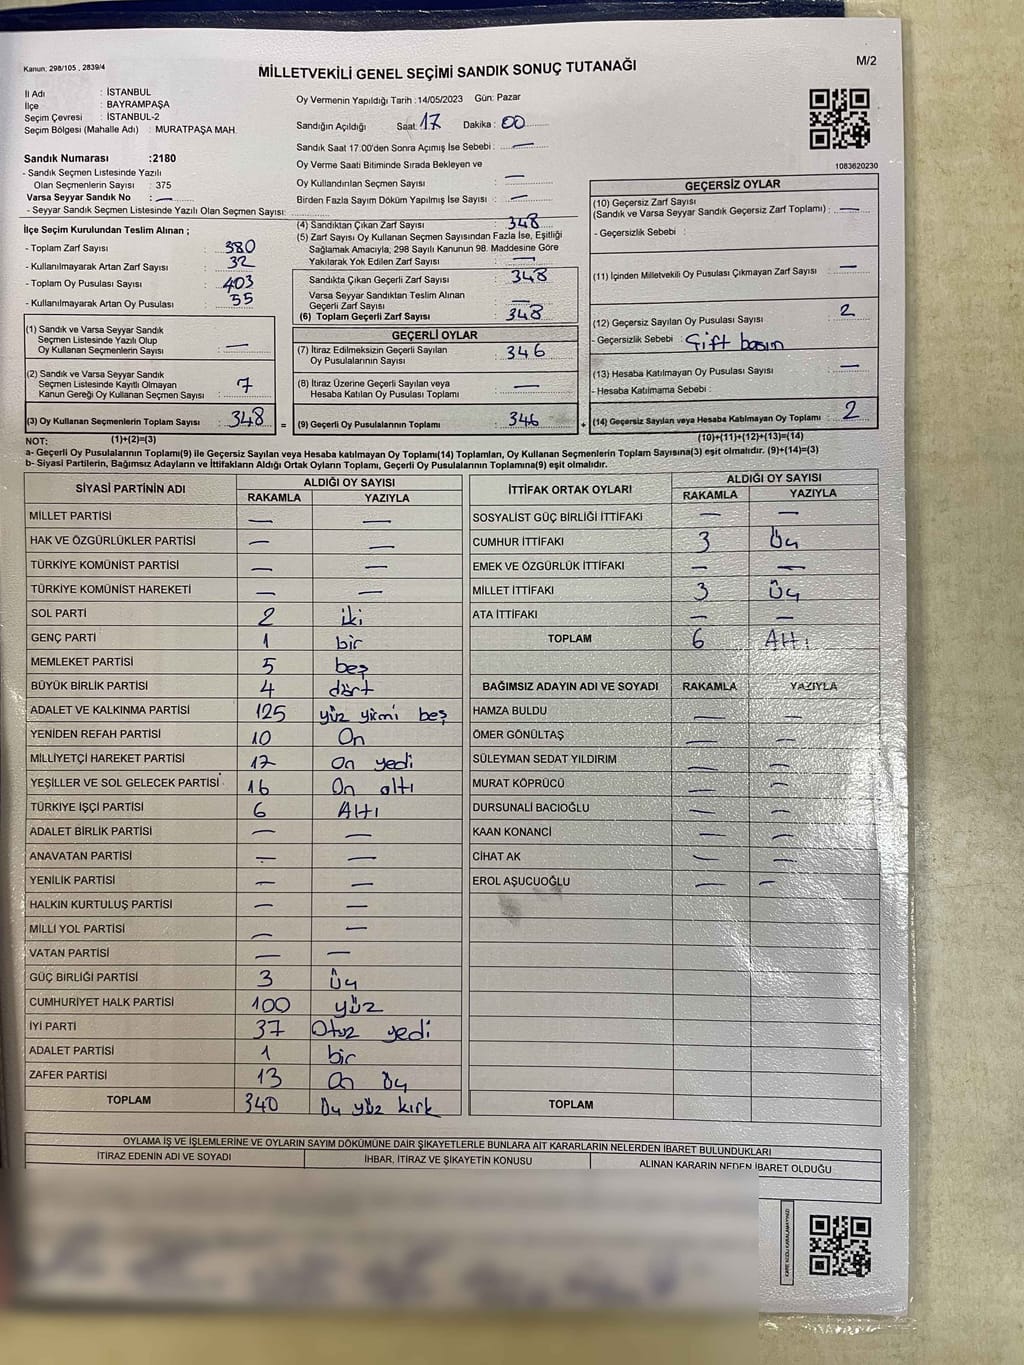 Kanun: 298/105 , 2839/4
MİLLETVEKİLİ GENEL SEÇİMİ SANDIK SONUÇ TUTANAĞI
M/2
İl Adı : İSTANBUL
İlçe : BAYRAMPAŞA
Seçim Çevresi : İSTANBUL-2
Seçim Bölgesi (Mahalle Adı) : MURATPAŞA MAH.
Sandık Numarası :2180
- Sandık Seçmen Listesinde Yazılı
Olan Seçmenlerin Sayısı : 375
Varsa Seyyar Sandık No : —
- Seyyar Sandık Seçmen Listesinde Yazılı Olan Seçmen Sayısı:
Oy Vermenin Yapıldığı Tarih :14/05/2023 Gün: Pazar
Sandığın Açıldığı Saat: 17 Dakika : 00
Sandık Saat 17:00'den Sonra Açımış İse Sebebi : —
Oy Verme Saati Bitiminde Sırada Bekleyen ve
Oy Kullandırılan Seçmen Sayısı : —
Birden Fazla Sayım Döküm Yapılmış İse Sayısı : —
1083620230
İlçe Seçim Kurulundan Teslim Alınan ;
- Toplam Zarf Sayısı : 380
- Kullanılmayarak Artan Zarf Sayısı : 32
- Toplam Oy Pusulası Sayısı : 403
- Kullanılmayarak Artan Oy Pusulası : 55
(1) Sandık ve Varsa Seyyar Sandık
Seçmen Listesinde Yazılı Olup
Oy Kullanan Seçmenlerin Sayısı : —
(2) Sandık ve Varsa Seyyar Sandık
Seçmen Listesinde Kayıtlı Olmayan
Kanun Gereği Oy Kullanan Seçmen Sayısı : 7
(3) Oy Kullanan Seçmenlerin Toplam Sayısı : 348 =
(4) Sandıktan Çıkan Zarf Sayısı : 348
(5) Zarf Sayısı Oy Kullanan Seçmen Sayısından Fazla İse, Eşitliği
Sağlamak Amacıyla, 298 Sayılı Kanunun 98. Maddesine Göre
Yakılarak Yok Edilen Zarf Sayısı : —
Sandıkta Çıkan Geçerli Zarf Sayısı : 348
Varsa Seyyar Sandıktan Teslim Alınan
Geçerli Zarf Sayısı : —
(6) Toplam Geçerli Zarf Sayısı : 348
GEÇERLİ OYLAR
(7) İtiraz Edilmeksizin Geçerli Sayılan
Oy Pusulalarının Sayısı : 346
(8) İtiraz Üzerine Geçerli Sayılan veya
Hesaba Katılan Oy Pusulası Toplamı : —
(9) Geçerli Oy Pusulalarının Toplamı : 346 +
GEÇERSİZ OYLAR
(10) Geçersiz Zarf Sayısı
(Sandık ve Varsa Seyyar Sandık Geçersiz Zarf Toplamı) : —
- Geçersizlik Sebebi :
(11) İçinden Milletvekili Oy Pusulası Çıkmayan Zarf Sayısı : —
(12) Geçersiz Sayılan Oy Pusulası Sayısı : 2
- Geçersizlik Sebebi : Çift basım
(13) Hesaba Katılmayan Oy Pusulası Sayısı : —
- Hesaba Katılmama Sebebi :
(14) Geçersiz Sayılan veya Hesaba Katılmayan Oy Toplamı : 2
NOT: (1)+(2)=(3) (10)+(11)+(12)+(13)=(14)
a- Geçerli Oy Pusulalarının Toplamı(9) ile Geçersiz Sayılan veya Hesaba katılmayan Oy Toplamı(14) Toplamları, Oy Kullanan Seçmenlerin Toplam Sayısına(3) eşit olmalıdır. (9)+(14)=(3)
b- Siyasi Partilerin, Bağımsız Adayların ve İttifakların Aldığı Ortak Oyların Toplamı, Geçerli Oy Pusulalarının Toplamına(9) eşit olmalıdır.
SİYASİ PARTİNİN ADI ALDIĞI OY SAYISI
RAKAMLA YAZIYLA
MİLLET PARTİSİ — —
HAK VE ÖZGÜRLÜKLER PARTİSİ — —
TÜRKİYE KOMÜNİST PARTİSİ — —
TÜRKİYE KOMÜNİST HAREKETİ — —
SOL PARTİ 2 iki
GENÇ PARTİ 1 bir
MEMLEKET PARTİSİ 5 beş
BÜYÜK BİRLİK PARTİSİ 4 dört
ADALET VE KALKINMA PARTİSİ 125 yüz yirmi beş
YENİDEN REFAH PARTİSİ 10 On
MİLLİYETÇİ HAREKET PARTİSİ 17 On yedi
YEŞİLLER VE SOL GELECEK PARTİSİ 16 On altı
TÜRKİYE İŞÇİ PARTİSİ 6 Altı
ADALET BİRLİK PARTİSİ — —
ANAVATAN PARTİSİ — —
YENİLİK PARTİSİ — —
HALKIN KURTULUŞ PARTİSİ — —
MİLLİ YOL PARTİSİ — —
VATAN PARTİSİ — —
GÜÇ BİRLİĞİ PARTİSİ 3 Üç
CUMHURİYET HALK PARTİSİ 100 yüz
İYİ PARTİ 37 Otuz yedi
ADALET PARTİSİ 1 bir
ZAFER PARTİSİ 13 On Üç
TOPLAM 340 Üç yüz kırk
İTTİFAK ORTAK OYLARI ALDIĞI OY SAYISI
RAKAMLA YAZIYLA
SOSYALİST GÜÇ BİRLİĞİ İTTİFAKI — —
CUMHUR İTTİFAKI 3 Üç
EMEK VE ÖZGÜRLÜK İTTİFAKI — —
MİLLET İTTİFAKI 3 Üç
ATA İTTİFAKI — —
TOPLAM 6 Altı
BAĞIMSIZ ADAYIN ADI VE SOYADI RAKAMLA YAZIYLA
HAMZA BULDU — —
ÖMER GÖNÜLTAŞ — —
SÜLEYMAN SEDAT YILDIRIM — —
MURAT KÖPRÜCÜ — —
DURSUNALİ BACIOĞLU — —
KAAN KONANCİ — —
CİHAT AK — —
EROL AŞUCUOĞLU — —
TOPLAM
OYLAMA İŞ VE İŞLEMLERİNE VE OYLARIN SAYIM DÖKÜMÜNE DAİR ŞİKAYETLERLE BUNLARA AİT KARARLARIN NELERDEN İBARET BULUNDUKLARI
İTİRAZ EDENİN ADI VE SOYADI İHBAR, İTİRAZ VE ŞİKAYETİN KONUSU ALINAN KARARIN NEDEN İBARET OLDUĞU
KARE KODU KARALAMAYINIZ!